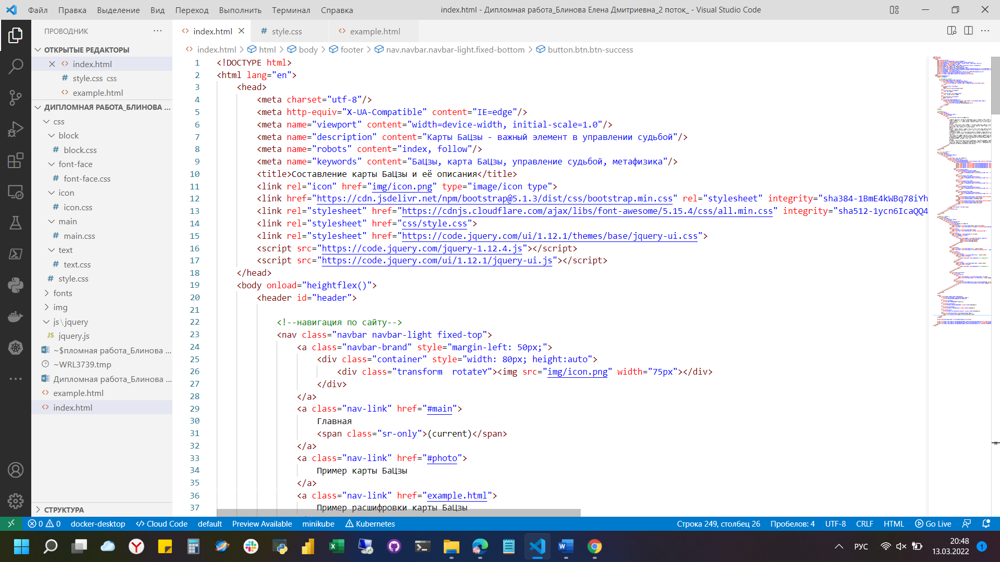 Файл Правка Выделение Вид Переход Выполнить Терминал Справка
index.html - Дипломная работа_Блинова Елена Дмитриевна_2 поток_ - Visual Studio Code
ПРОВОДНИК
ОТКРЫТЫЕ РЕДАКТОРЫ
index.html
style.css css
example.html
ДИПЛОМНАЯ РАБОТА_БЛИНОВА ...
css
block
block.css
font-face
font-face.css
icon
icon.css
main
main.css
text
text.css
style.css
fonts
img
js\jquery
JS jquery.js
~$пломная работа_Блинова ...
~WRL3739.tmp
Дипломная работа_Блинова ...
example.html
index.html
СТРУКТУРА
index.html style.css example.html
index.html > html > body > footer > nav.navbar.navbar-light.fixed-bottom > button.btn.btn-success
1 <!DOCTYPE html>
2 <html lang="en">
3 <head>
4 <meta charset="utf-8"/>
5 <meta http-equiv="X-UA-Compatible" content="IE=edge"/>
6 <meta name="viewport" content="width=device-width, initial-scale=1.0"/>
7 <meta name="description" content="Карты БаЦзы - важный элемент в управлении судьбой"/>
8 <meta name="robots" content="index, follow"/>
9 <meta name="keywords" content="БаЦзы, карта БаЦзы, управление судьбой, метафизика"/>
10 <title>Составление карты БаЦзы и её описания</title>
11 <link rel="icon" href="img/icon.png" type="image/icon type">
12 <link href="https://cdn.jsdelivr.net/npm/bootstrap@5.1.3/dist/css/bootstrap.min.css" rel="stylesheet" integrity="sha384-1BmE4kWBq78iYh
13 <link rel="stylesheet" href="https://cdnjs.cloudflare.com/ajax/libs/font-awesome/5.15.4/css/all.min.css" integrity="sha512-1ycn6IcaQQ4
14 <link rel="stylesheet" href="css/style.css">
15 <link rel="stylesheet" href="https://code.jquery.com/ui/1.12.1/themes/base/jquery-ui.css">
16 <script src="https://code.jquery.com/jquery-1.12.4.js"></script>
17 <script src="https://code.jquery.com/ui/1.12.1/jquery-ui.js"></script>
18 </head>
19 <body onload="heightflex()">
20 <header id="header">
21
22 <!--навигация по сайту-->
23 <nav class="navbar navbar-light fixed-top">
24 <a class="navbar-brand" style="margin-left: 50px;">
25 <div class="container" style="width: 80px; height:auto">
26 <div class="transform  rotateY"><img src="img/icon.png" width="75px"></div>
27 </div>
28 </a>
29 <a class="nav-link" href="#main">
30 Главная
31 <span class="sr-only">(current)</span>
32 </a>
33 <a class="nav-link" href="#photo">
34 Пример карты БаЦзы
35 </a>
36 <a class="nav-link" href="example.html">
37 Пример расшифровки карты БаЦзы
0 0 docker-desktop Cloud Code default Preview Available minikube Kubernetes
Строка 249, столбец 26 Пробелов: 4 UTF-8 CRLF HTML Go Live
РУС
20:48
13.03.2022
1